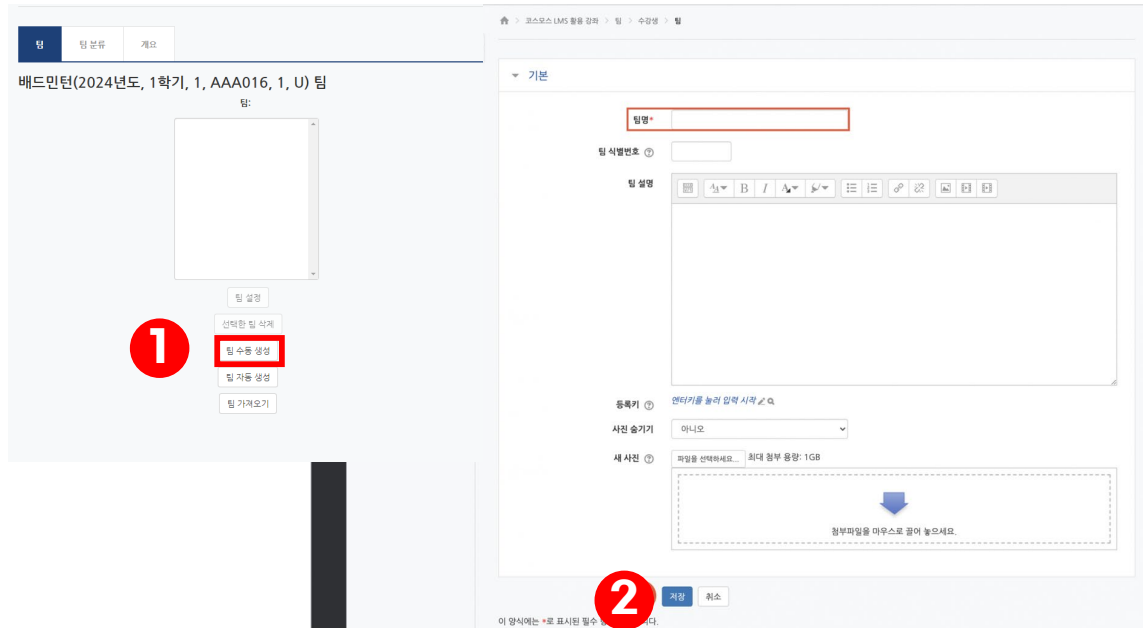 팀 팀 분류 개요
배드민턴(2024년도, 1학기, 1, AAA016, 1, U) 팀
팀:
팀 설정
선택한 팀 삭제
1
팀 수동 생성
팀 자동 생성
팀 가져오기
코스모스 LMS 활용 강좌 > 팀 > 수강생 > 팀
기본
팀명*
팀 식별번호
팀 설명
B I
등록키 엔터키를 눌러 입력 시작
사진 숨기기 아니오
새 사진 파일을 선택하세요... 최대 첨부 용량: 1GB
첨부파일을 마우스로 끌어 놓으세요.
2 저장 취소
이 양식에는 *로 표시된 필수